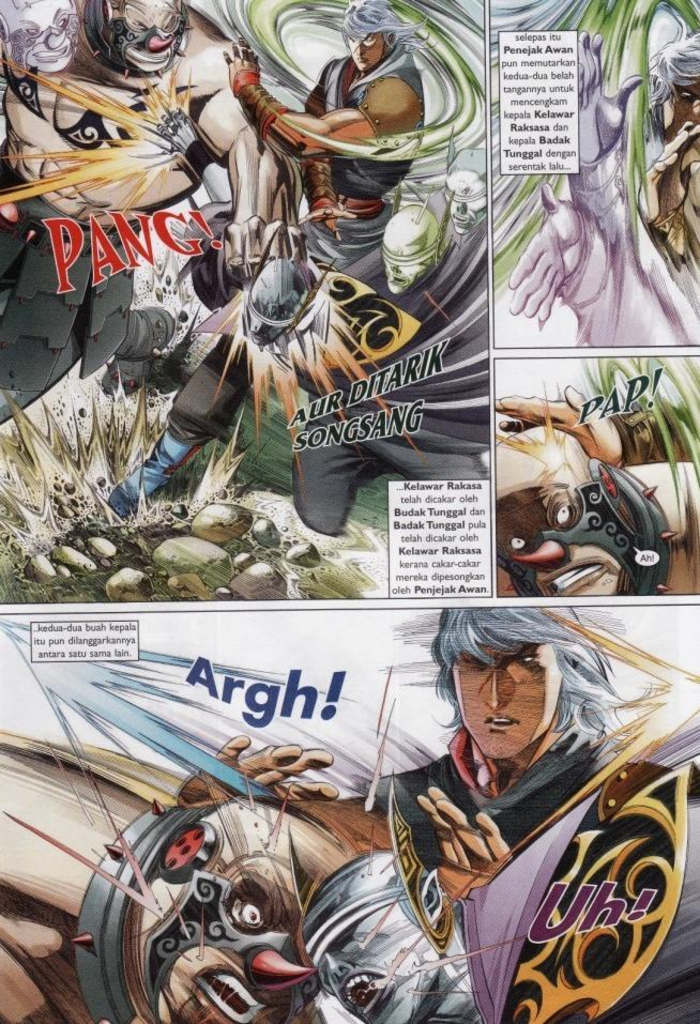 PANG!
AUR DITARIK
SONGSANG
...Kelawar Rakasa
telah dicakar oleh
Budak Tunggal dan
Badak Tunggal pula
telah dicakar oleh
Kelawar Raksasa
kerana cakar-cakar
mereka dipesongkan
oleh Penjejak Awan.
selepas itu
Penejak Awan
pun memutarkan
kedua-dua belah
tangannya untuk
mencengkam
kepala Kelawar
Raksasa dan
kepala Badak
Tunggal dengan
serentak lalu...
PAP!
Ah!
..kedua-dua buah kepala
itu pun dilanggarkannya
antara satu sama lain.
Argh!
Uh!